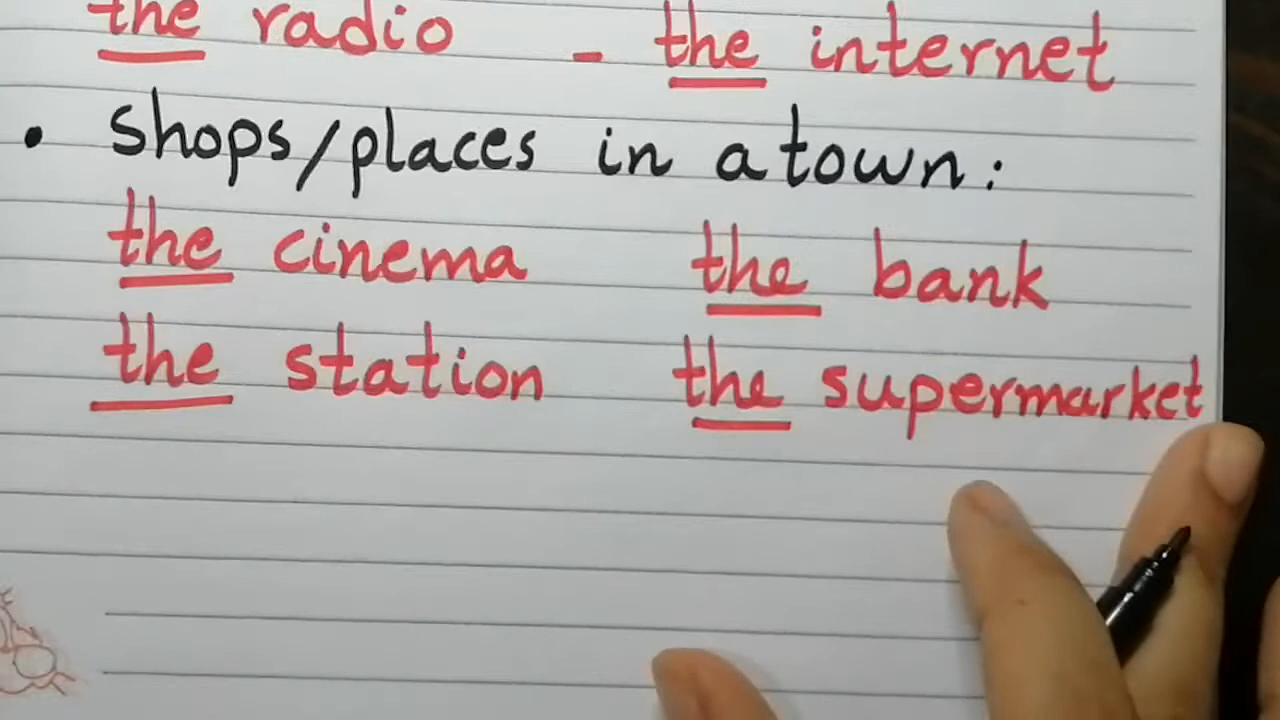 the radio - the internet
• Shops/places in a town:
the cinema the bank
the station the supermarket